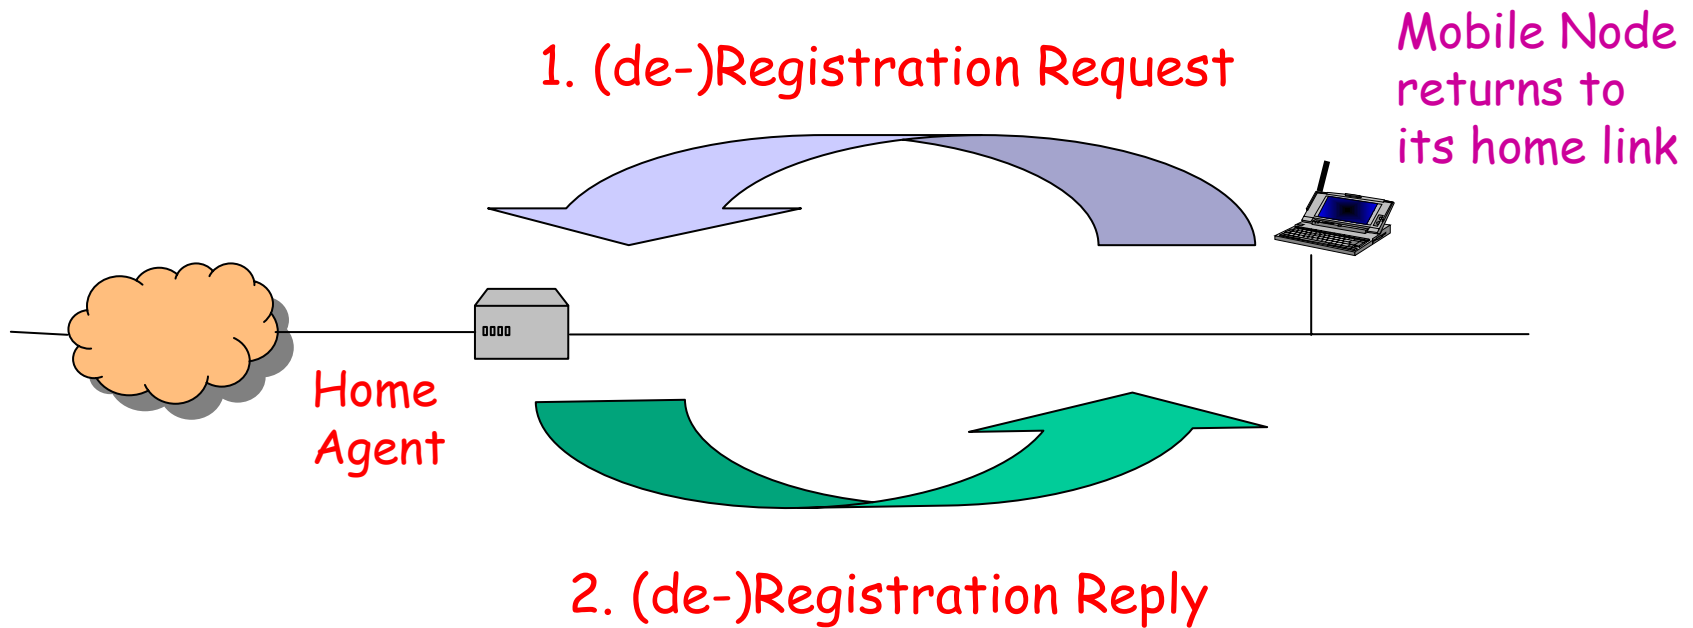 1. (de-)Registration Request
Mobile Node
returns to
its home link
Home
Agent
2. (de-)Registration Reply